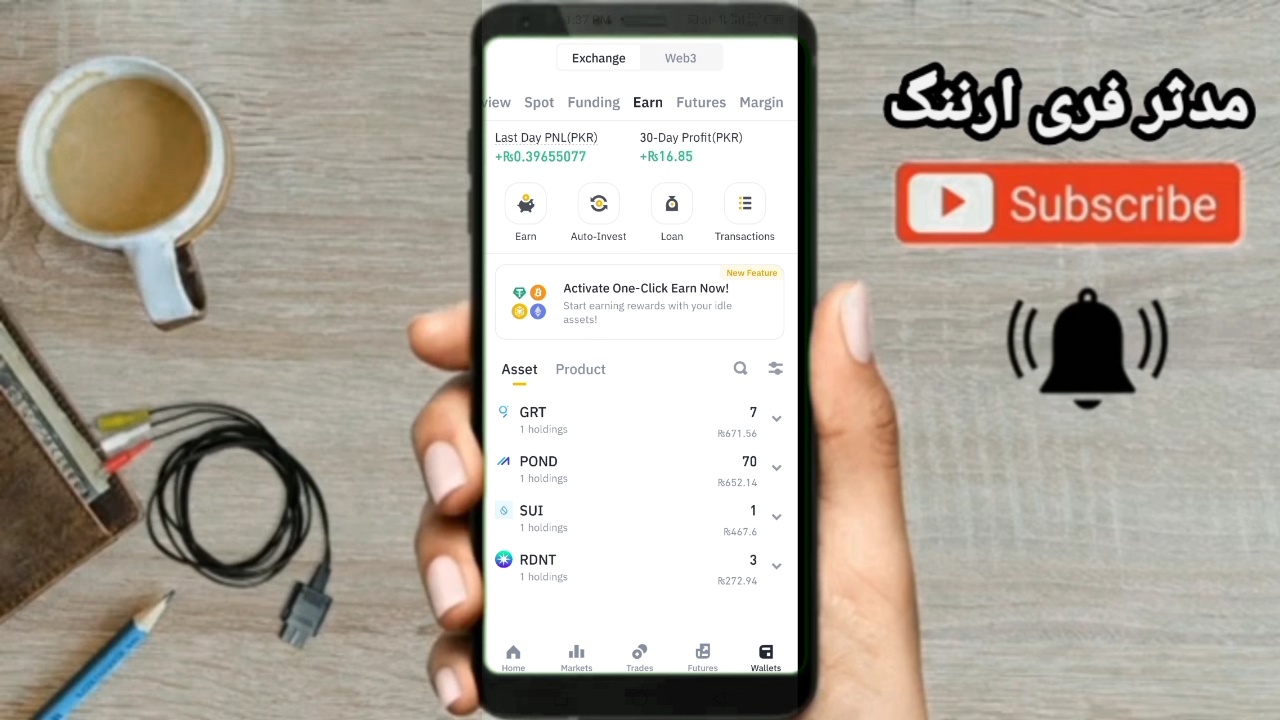 Exchange Web3
view Spot Funding Earn Futures Margin
Last Day PNL(PKR) 30-Day Profit(PKR)
+₨0.39655077 +₨16.85
Earn Auto-Invest Loan Transactions
New Feature
Activate One-Click Earn Now!
Start earning rewards with your idle
assets!
Asset Product
GRT 7
1 holdings ₨671.56
POND 70
1 holdings ₨652.14
SUI 1
1 holdings ₨467.6
RDNT 3
1 holdings ₨272.94
Home Markets Trades Futures Wallets
مدثر فری ارننگ
Subscribe